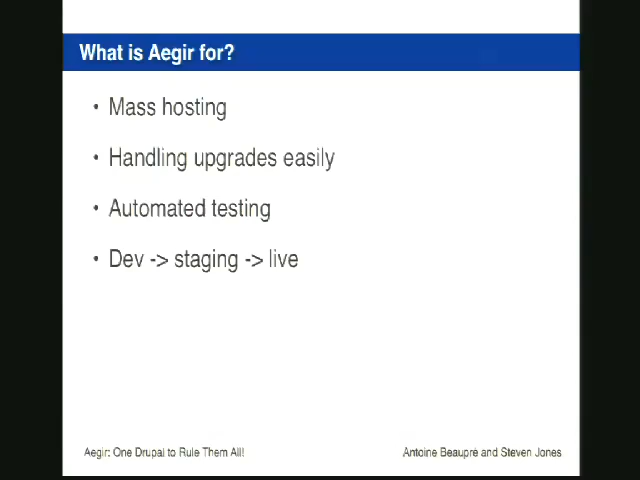 What is Aegir for?
• Mass hosting
• Handling upgrades easily
• Automated testing
• Dev -> staging -> live
Aegir: One Drupal to Rule Them All!
Antoine Beaupré and Steven Jones